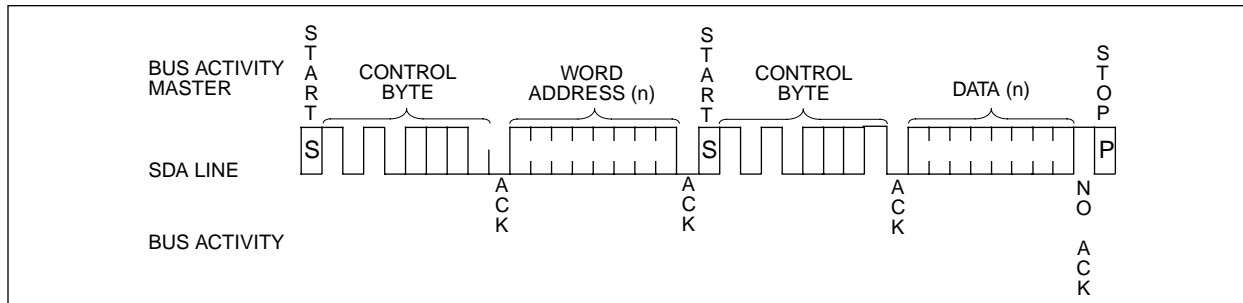 BUS ACTIVITY
MASTER
START
CONTROL
BYTE
WORD
ADDRESS (n)
START
CONTROL
BYTE
DATA (n)
STOP
SDA LINE
S
S
P
ACK
ACK
ACK
NO ACK
BUS ACTIVITY